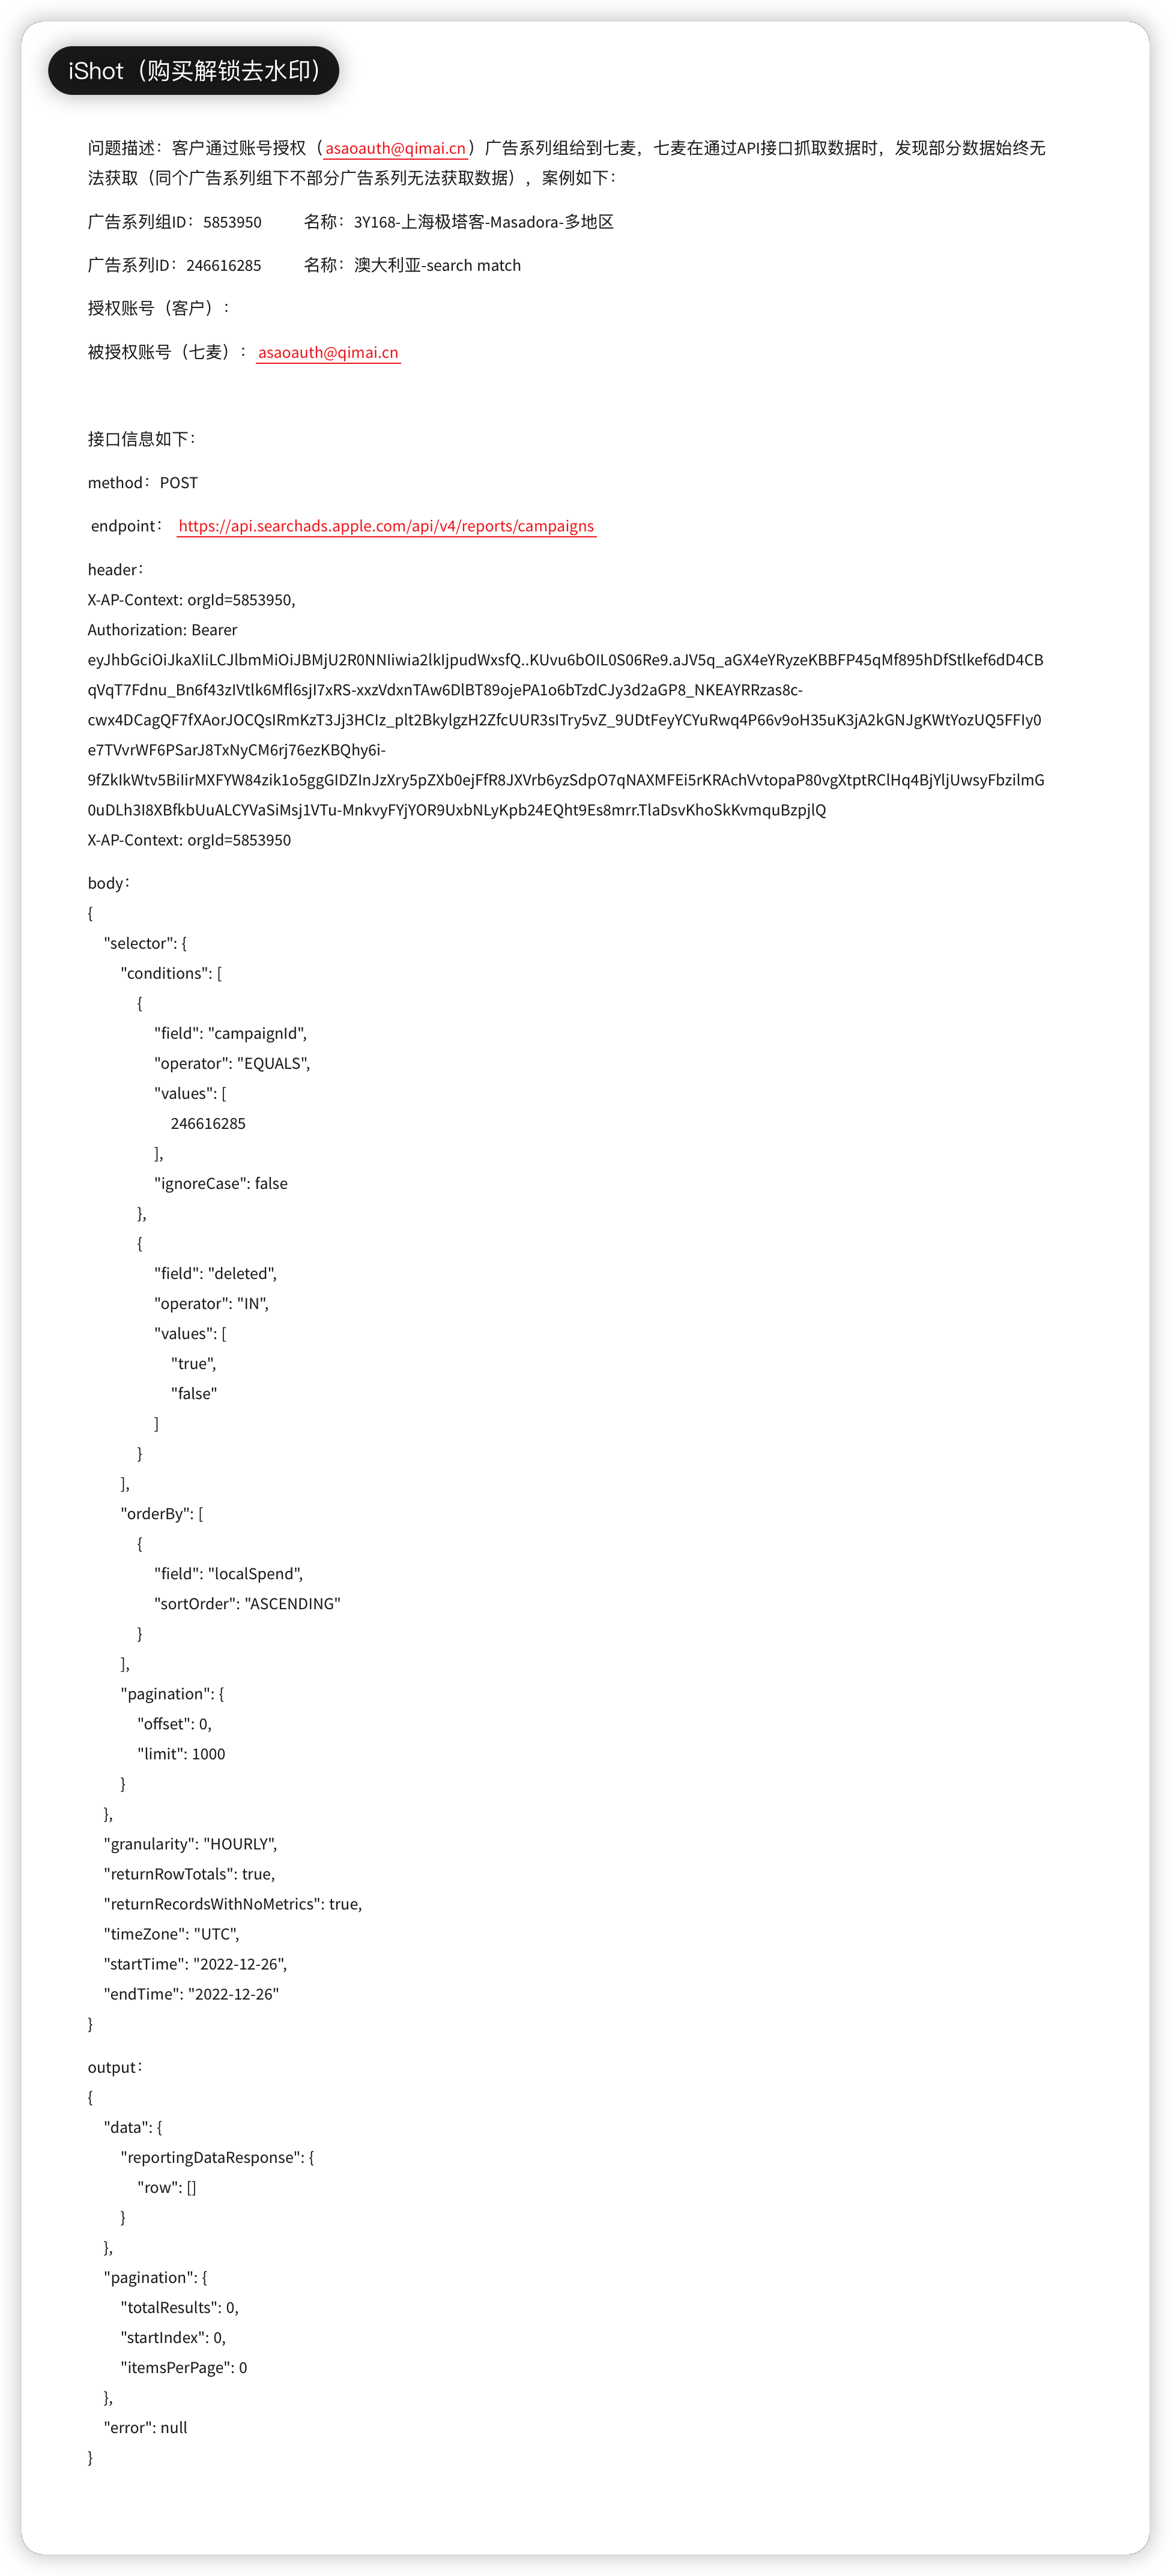 iShot（购买解锁去水印）
问题描述：客户通过账号授权（asaoauth@qimai.cn）广告系列组给到七麦，七麦在通过API接口抓取数据时，发现部分数据始终无
法获取（同个广告系列组下不部分广告系列无法获取数据），案例如下：
广告系列组ID：5853950 名称：3Y168-上海极塔客-Masadora-多地区
广告系列ID：246616285 名称：澳大利亚-search match
授权账号（客户）：
被授权账号（七麦）：asaoauth@qimai.cn
接口信息如下：
method：POST
endpoint： https://api.searchads.apple.com/api/v4/reports/campaigns
header：
X-AP-Context: orgId=5853950,
Authorization: Bearer
eyJhbGciOiJkaXIiLCJlbmMiOiJBMjU2R0NNIiwia2lkIjpudWxsfQ..KUvu6bOIL0S06Re9.aJV5q_aGX4eYRyzeKBBFP45qMf895hDfStlkef6dD4CB
qVqT7Fdnu_Bn6f43zIVtlk6Mfl6sjI7xRS-xxzVdxnTAw6DlBT89ojePA1o6bTzdCJy3d2aGP8_NKEAYRRzas8c-
cwx4DCagQF7fXAorJOCQsIRmKzT3Jj3HCIz_plt2BkylgzH2ZfcUUR3sITry5vZ_9UDtFeyYCYuRwq4P66v9oH35uK3jA2kGNJgKWtYozUQ5FFIy0
e7TVvrWF6PSarJ8TxNyCM6rj76ezKBQhy6i-
9fZkIkWtv5BiIirMXFYW84zik1o5ggGIDZInJzXry5pZXb0ejFfR8JXVrb6yzSdpO7qNAXMFEi5rKRAchVvtopaP80vgXtptRClHq4BjYljUwsyFbzilmG
0uDLh3I8XBfkbUuALCYVaSiMsj1VTu-MnkvyFYjYOR9UxbNLyKpb24EQht9Es8mrr.TlaDsvKhoSkKvmquBzpjlQ
X-AP-Context: orgId=5853950
body：
{
"selector": {
"conditions": [
{
"field": "campaignId",
"operator": "EQUALS",
"values": [
246616285
],
"ignoreCase": false
},
{
"field": "deleted",
"operator": "IN",
"values": [
"true",
"false"
]
}
],
"orderBy": [
{
"field": "localSpend",
"sortOrder": "ASCENDING"
}
],
"pagination": {
"offset": 0,
"limit": 1000
}
},
"granularity": "HOURLY",
"returnRowTotals": true,
"returnRecordsWithNoMetrics": true,
"timeZone": "UTC",
"startTime": "2022-12-26",
"endTime": "2022-12-26"
}
output：
{
"data": {
"reportingDataResponse": {
"row": []
}
},
"pagination": {
"totalResults": 0,
"startIndex": 0,
"itemsPerPage": 0
},
"error": null
}